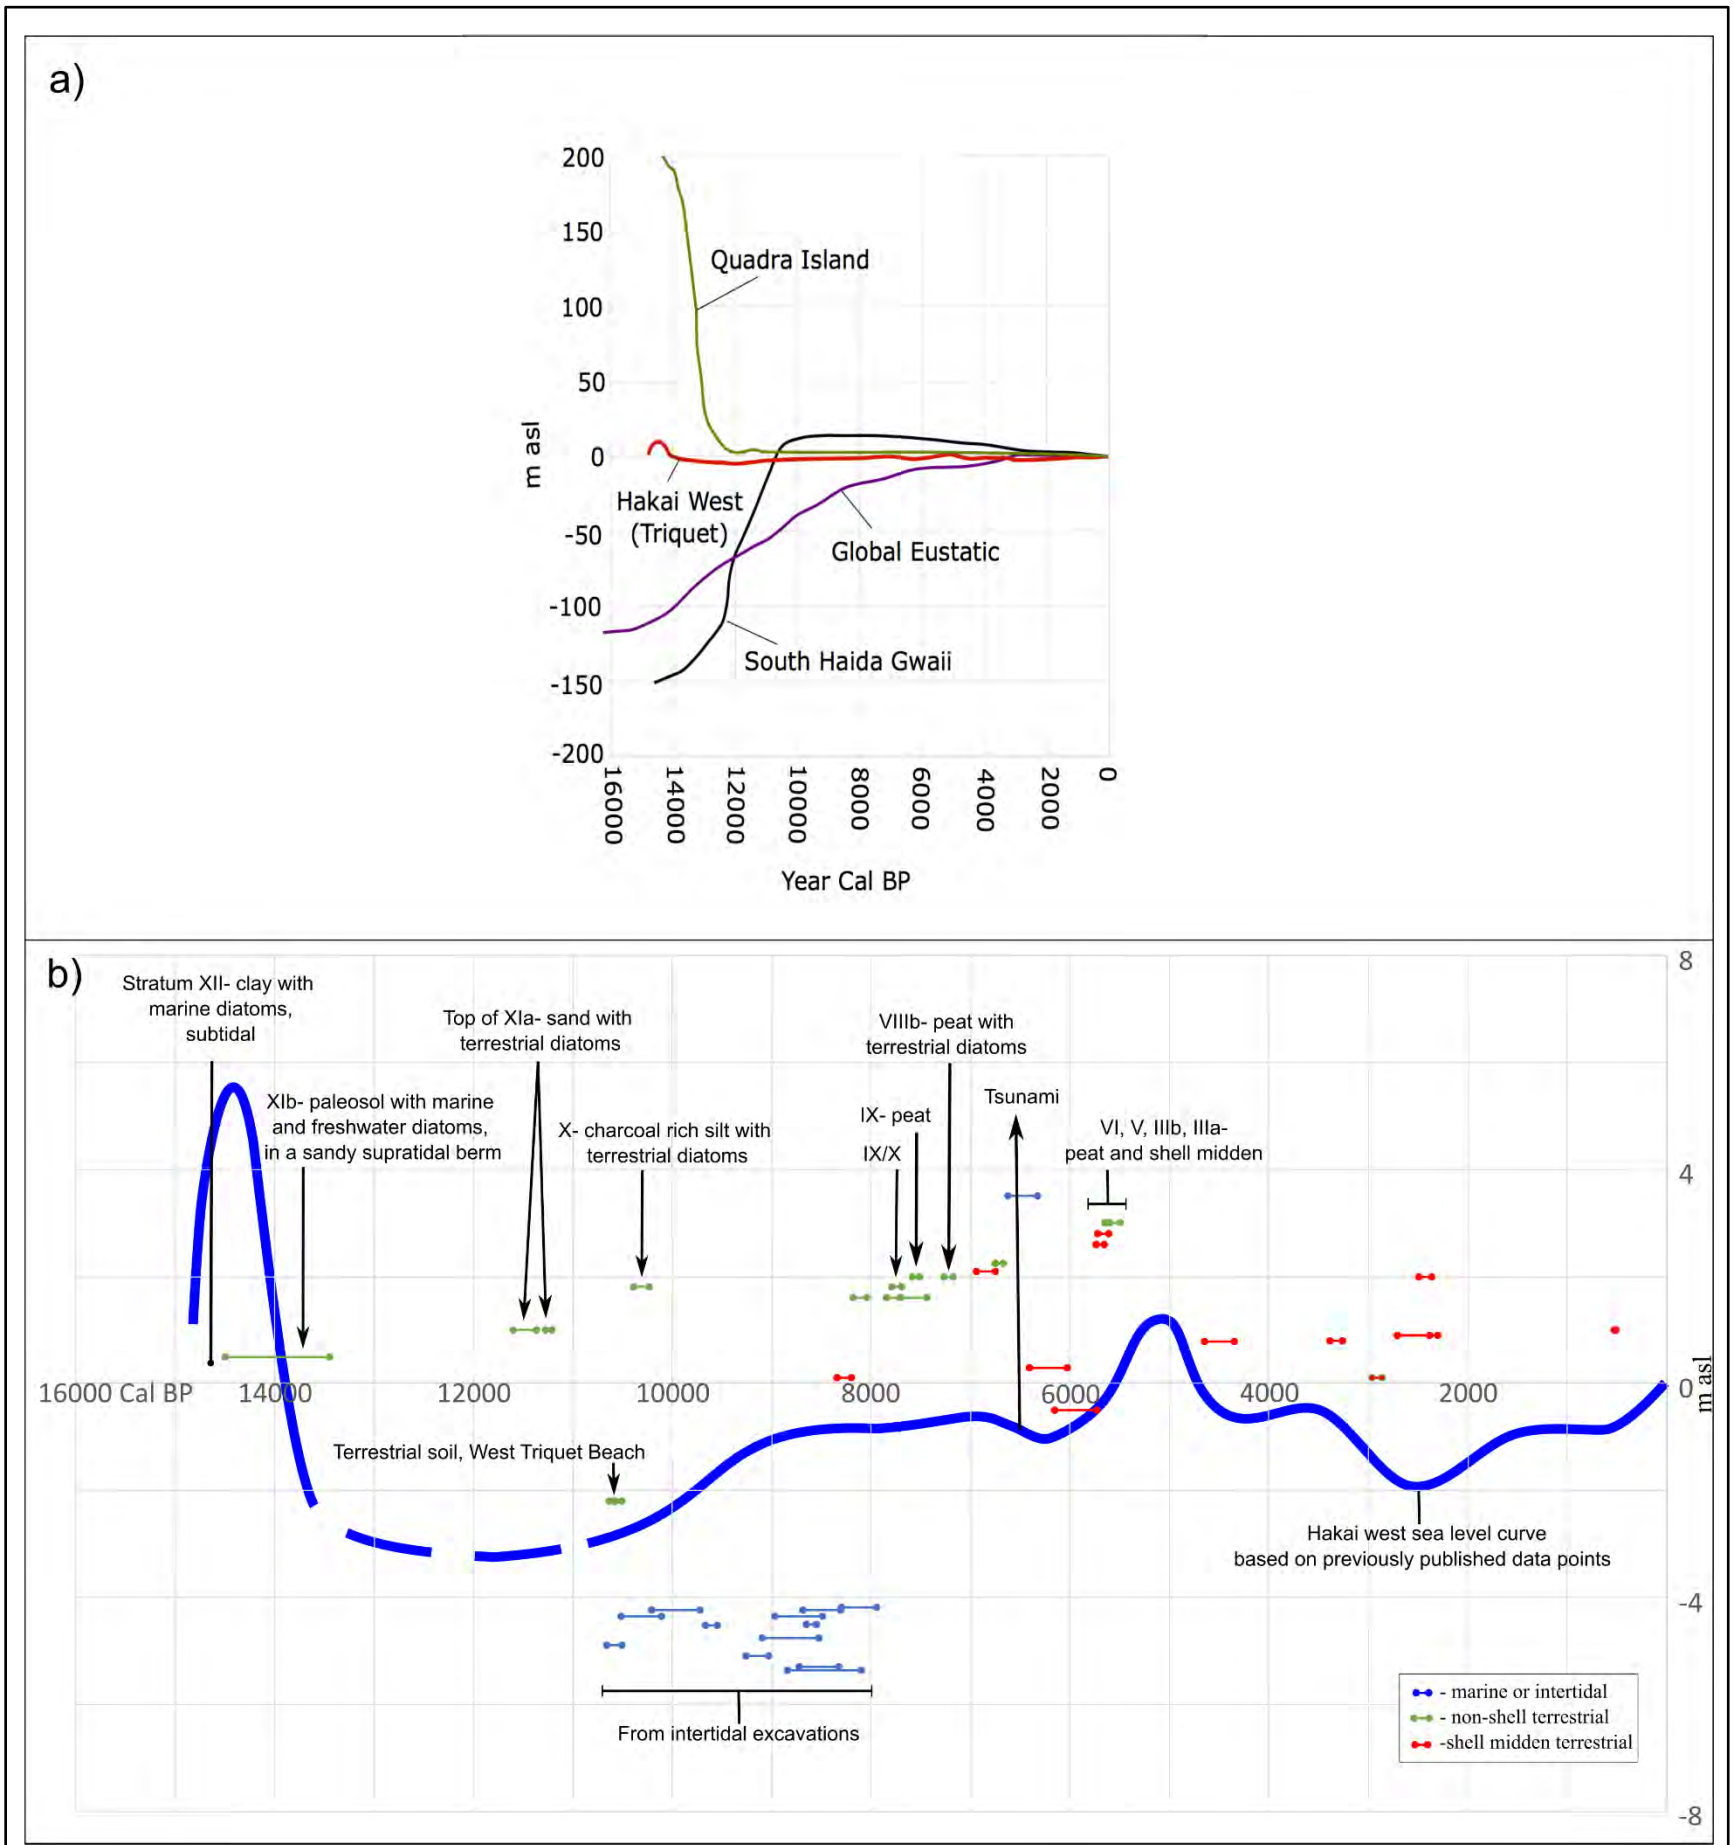 a)
200
150
Quadra Island
100
50
m asl
0
Hakai West
(Triquet)
-50
Global Eustatic
-100
South Haida Gwaii
-150
-200
16000
14000
12000
10000
8000
6000
4000
2000
0
Year Cal BP
b)
8
Stratum XII- clay with
marine diatoms,
subtidal
Top of XIa- sand with
terrestrial diatoms
VIIIb- peat with
terrestrial diatoms
XIb- paleosol with marine
and freshwater diatoms,
in a sandy supratidal berm
X- charcoal rich silt with
terrestrial diatoms
IX- peat
IX/X
Tsunami
VI, V, IIIb, IIIa-
peat and shell midden
4
16000 Cal BP
14000
12000
10000
8000
6000
4000
2000
0
m asl
Terrestrial soil, West Triquet Beach
Hakai west sea level curve
based on previously published data points
-4
From intertidal excavations
- marine or intertidal
- non-shell terrestrial
-shell midden terrestrial
-8